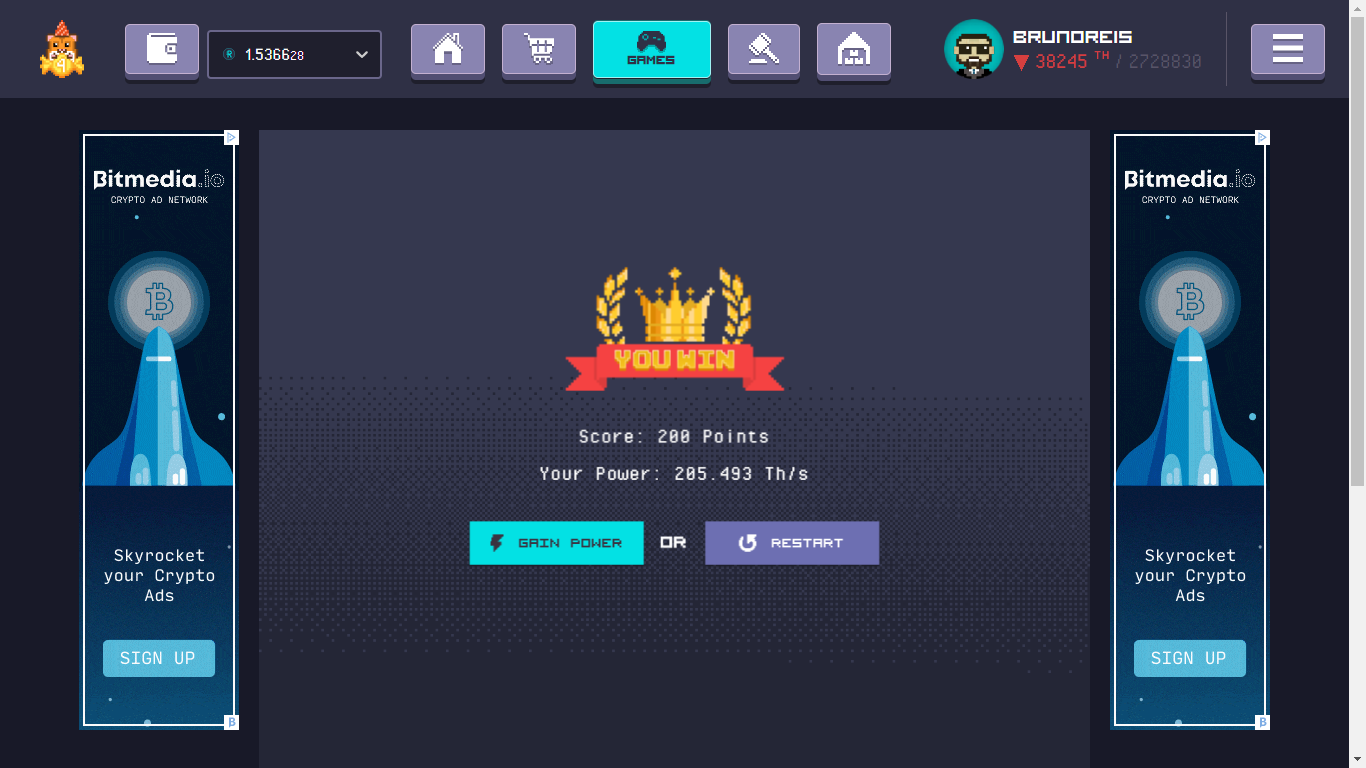 1.536628
GAMES
BRUNOREIS
38245 TH / 2728830
Bitmedia.io
CRYPTO AD NETWORK
Skyrocket
your Crypto
Ads
SIGN UP
YOU WIN
Score: 200 Points
Your Power: 205.493 Th/s
GAIN POWER OR RESTART
Bitmedia.io
CRYPTO AD NETWORK
Skyrocket
your Crypto
Ads
SIGN UP